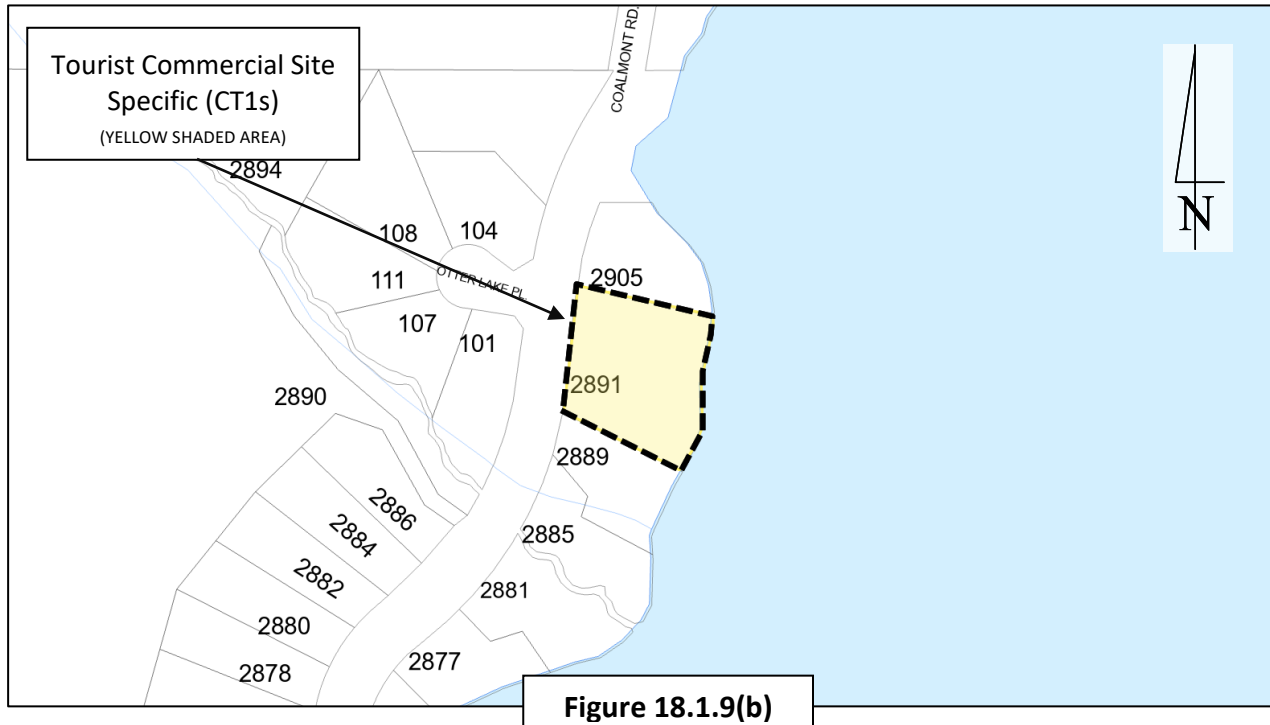 COALMONT RD.
Tourist Commercial Site
Specific (CT1s)
(YELLOW SHADED AREA)
N
2894
108
104
111
OTTER LAKE PL.
2905
107
101
2891
2890
2889
2886
2884
2885
2882
2881
2880
2877
2878
Figure 18.1.9(b)